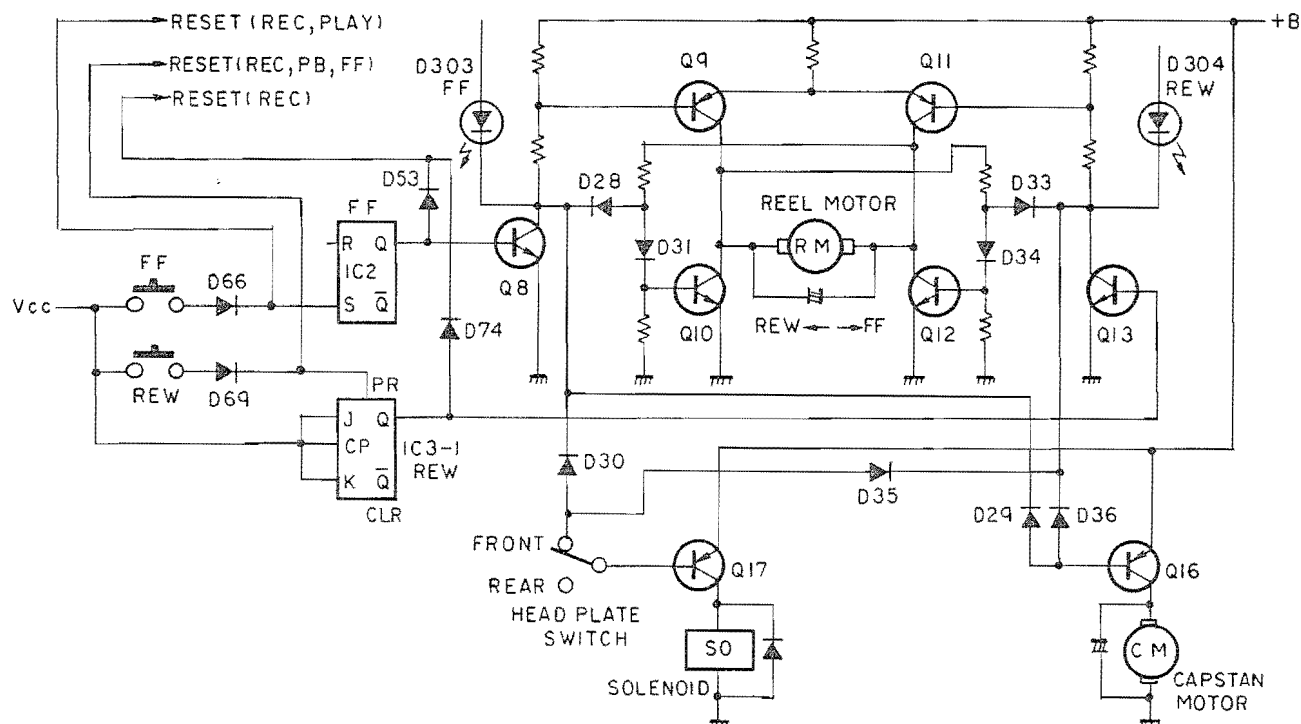 RESET (REC, PLAY)
RESET(REC, PB, FF)
RESET(REC)
D303
FF
Q9
Q11
+B
D304
REW
D53
D28
D33
FF
R Q
IC2
S Q̅
Q8
D31
REEL MOTOR
RM
D34
Q10
REW FF
Q12
Q13
FF
D66
Vcc
D74
REW
D69
PR
J Q
CP
K Q̅
IC3-1
REW
CLR
D30
D35
D29
D36
FRONT
REAR
HEAD PLATE
SWITCH
Q17
Q16
SO
SOLENOID
CM
CAPSTAN
MOTOR